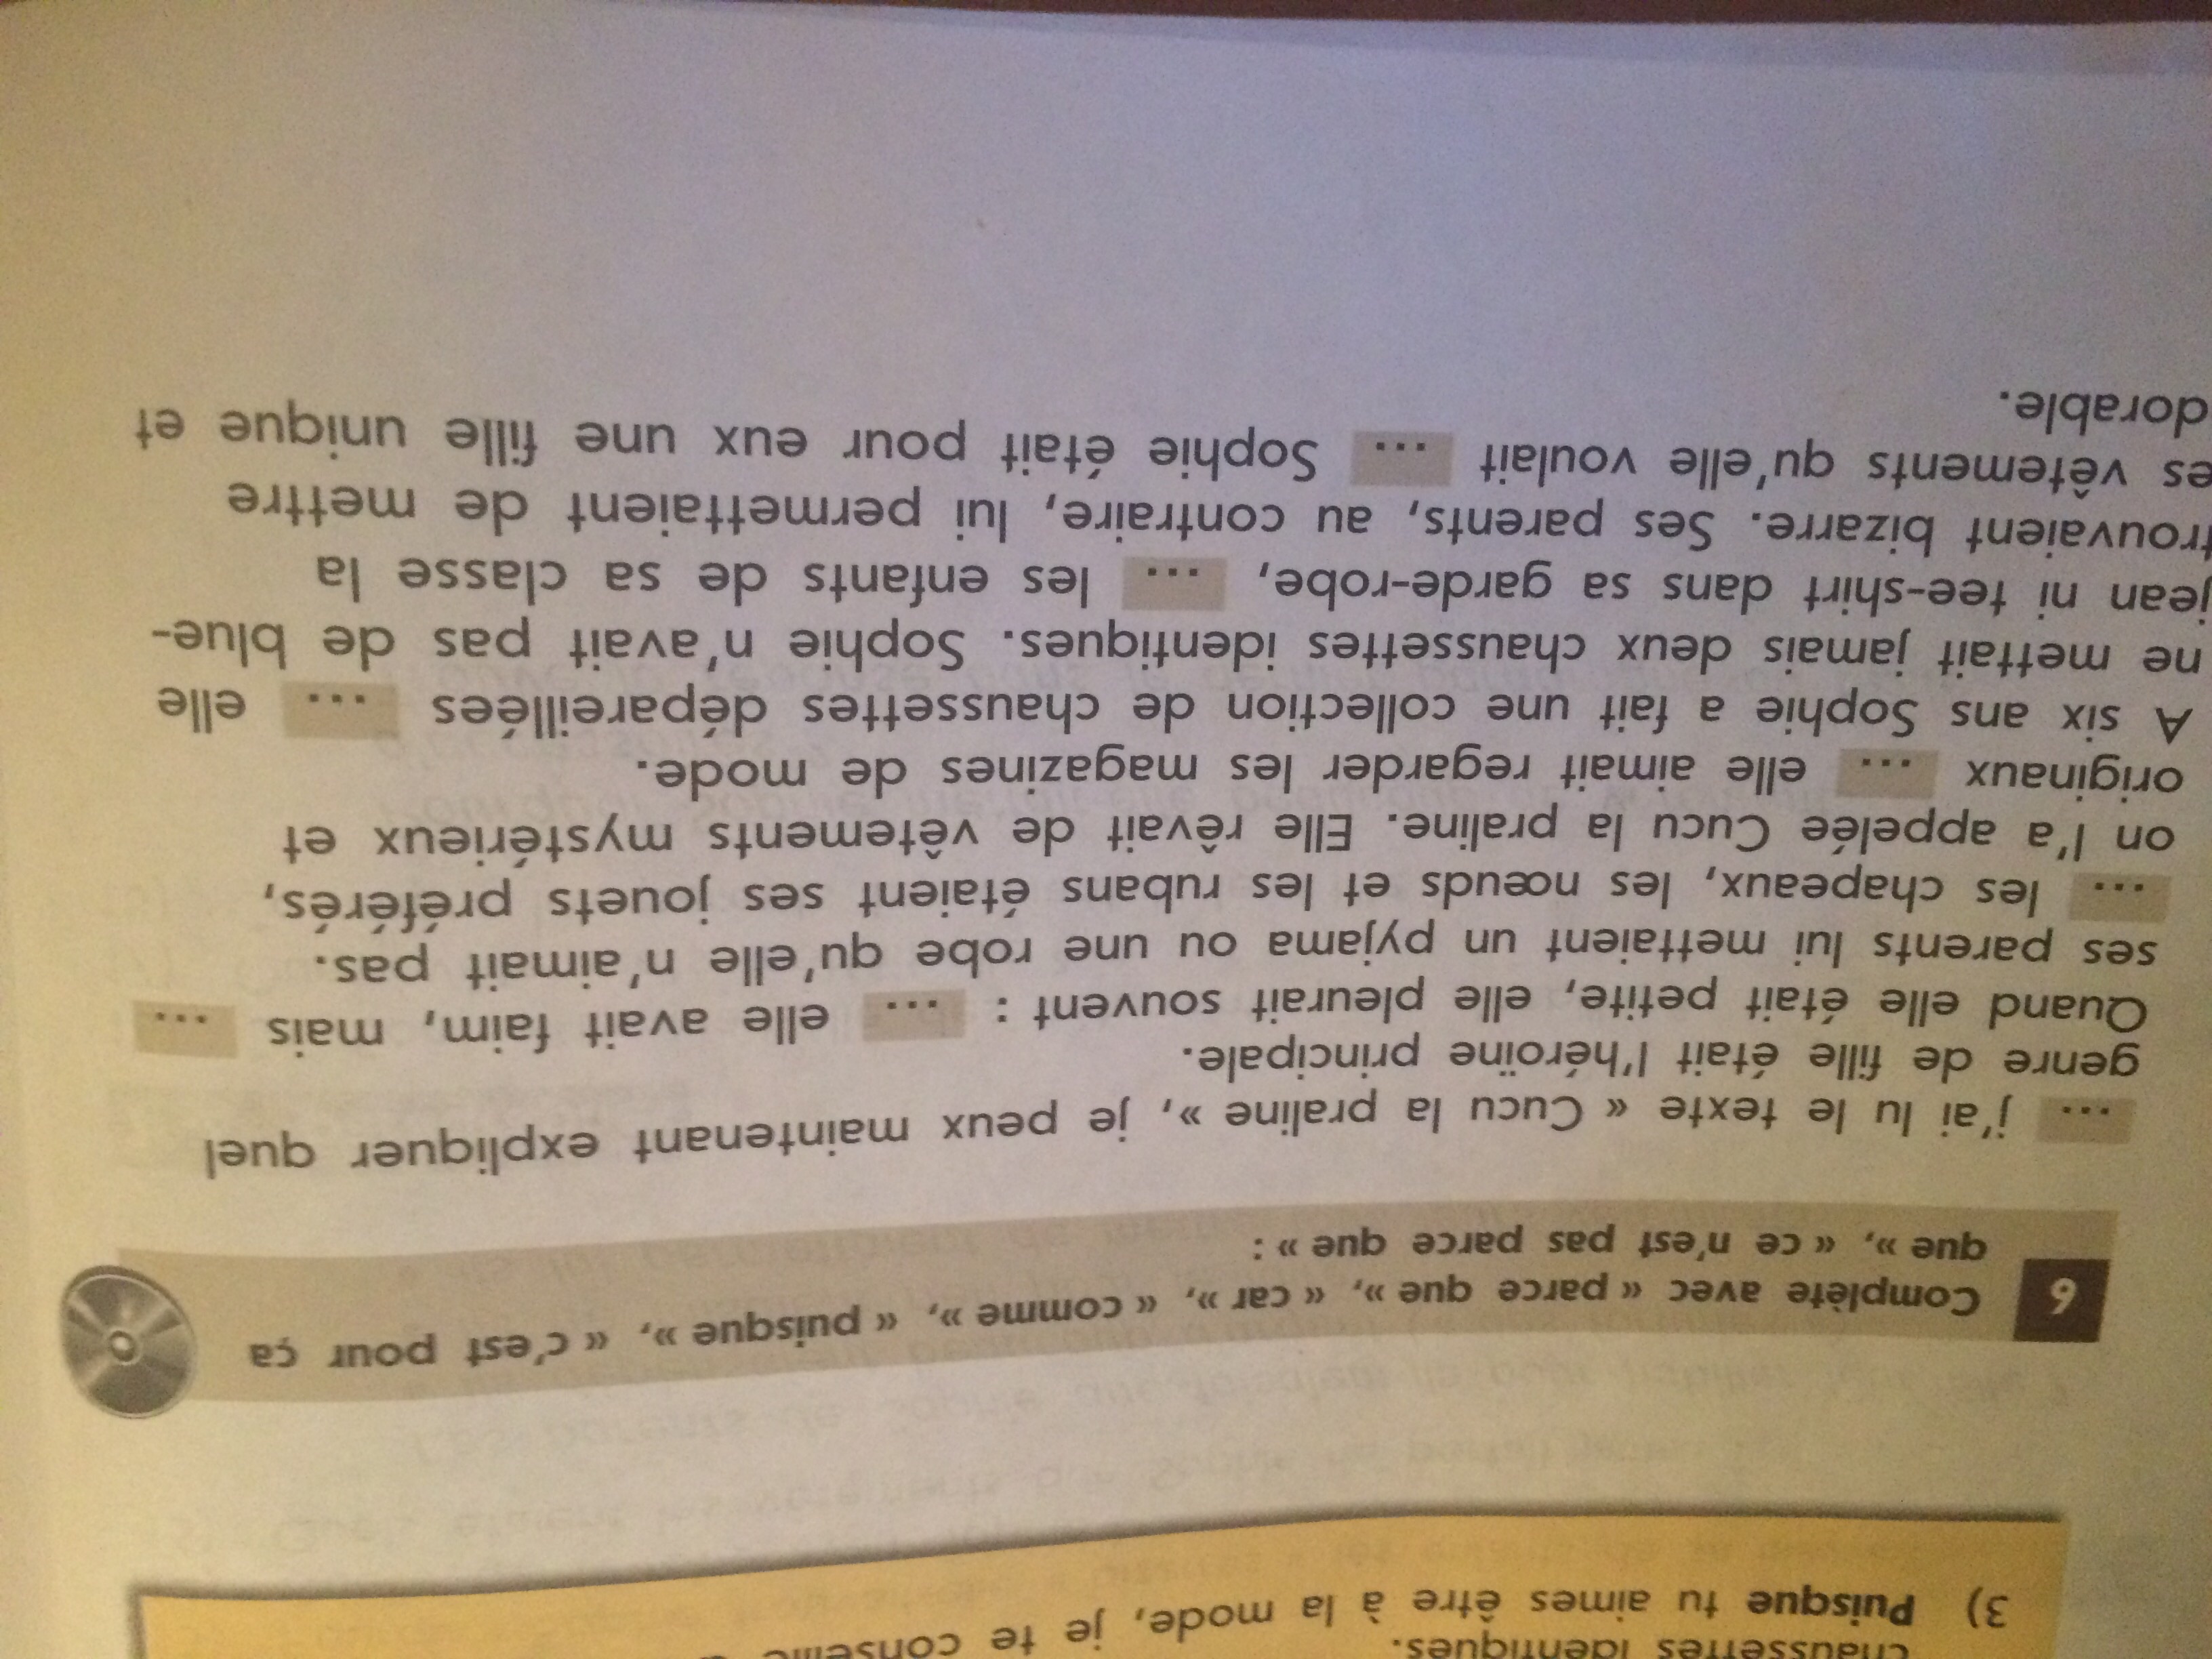 chaussettes identiques.
3) Puisque tu aimes être à la mode, je te conseille
6 Complète avec « parce que », « car », « comme », « puisque », « c'est pour ça
que », « ce n'est pas parce que » :
... j'ai lu le texte « Cucu la praline », je peux maintenant expliquer quel
genre de fille était l'héroïne principale.
Quand elle était petite, elle pleurait souvent : ... elle avait faim, mais ...
ses parents lui mettaient un pyjama ou une robe qu'elle n'aimait pas.
... les chapeaux, les nœuds et les rubans étaient ses jouets préférés,
on l'a appelée Cucu la praline. Elle rêvait de vêtements mystérieux et
originaux ... elle aimait regarder les magazines de mode.
A six ans Sophie a fait une collection de chaussettes dépareillées ... elle
ne mettait jamais deux chaussettes identiques. Sophie n'avait pas de blue-
jean ni tee-shirt dans sa garde-robe, ... les enfants de sa classe la
trouvaient bizarre. Ses parents, au contraire, lui permettaient de mettre
es vêtements qu'elle voulait ... Sophie était pour eux une fille unique et
dorable.